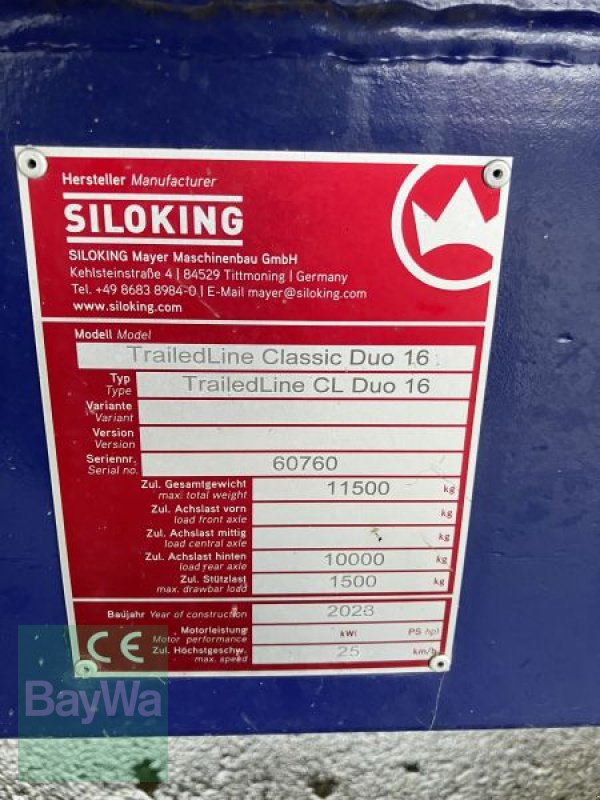 Hersteller Manufacturer
SILOKING
SILOKING Mayer Maschinenbau GmbH
Kehlsteinstraße 4 | 84529 Tittmoning | Germany
Tel. +49 8683 8984-0 | E-Mail mayer@siloking.com
www.siloking.com
Modell Model
TrailedLine Classic Duo 16
Typ
Type
TrailedLine CL Duo 16
Variante
Variant
Version
Version
Seriennr.
Serial no.
60760
Zul. Gesamtgewicht
maxi total weight
11500 kg
Zul. Achslast vorn
load front axle
kg
Zul. Achslast mittig
load central axle
kg
Zul. Achslast hinten
load rear axle
10000 kg
Zul. Stützlast
max. drawbar load
1500 kg
Baujahr Year of construction
2023
Motorleistung
Motor performance
kW| PS hp|
Zul. Höchstgeschw.
max. speed
25 km/h
CE
BayWa